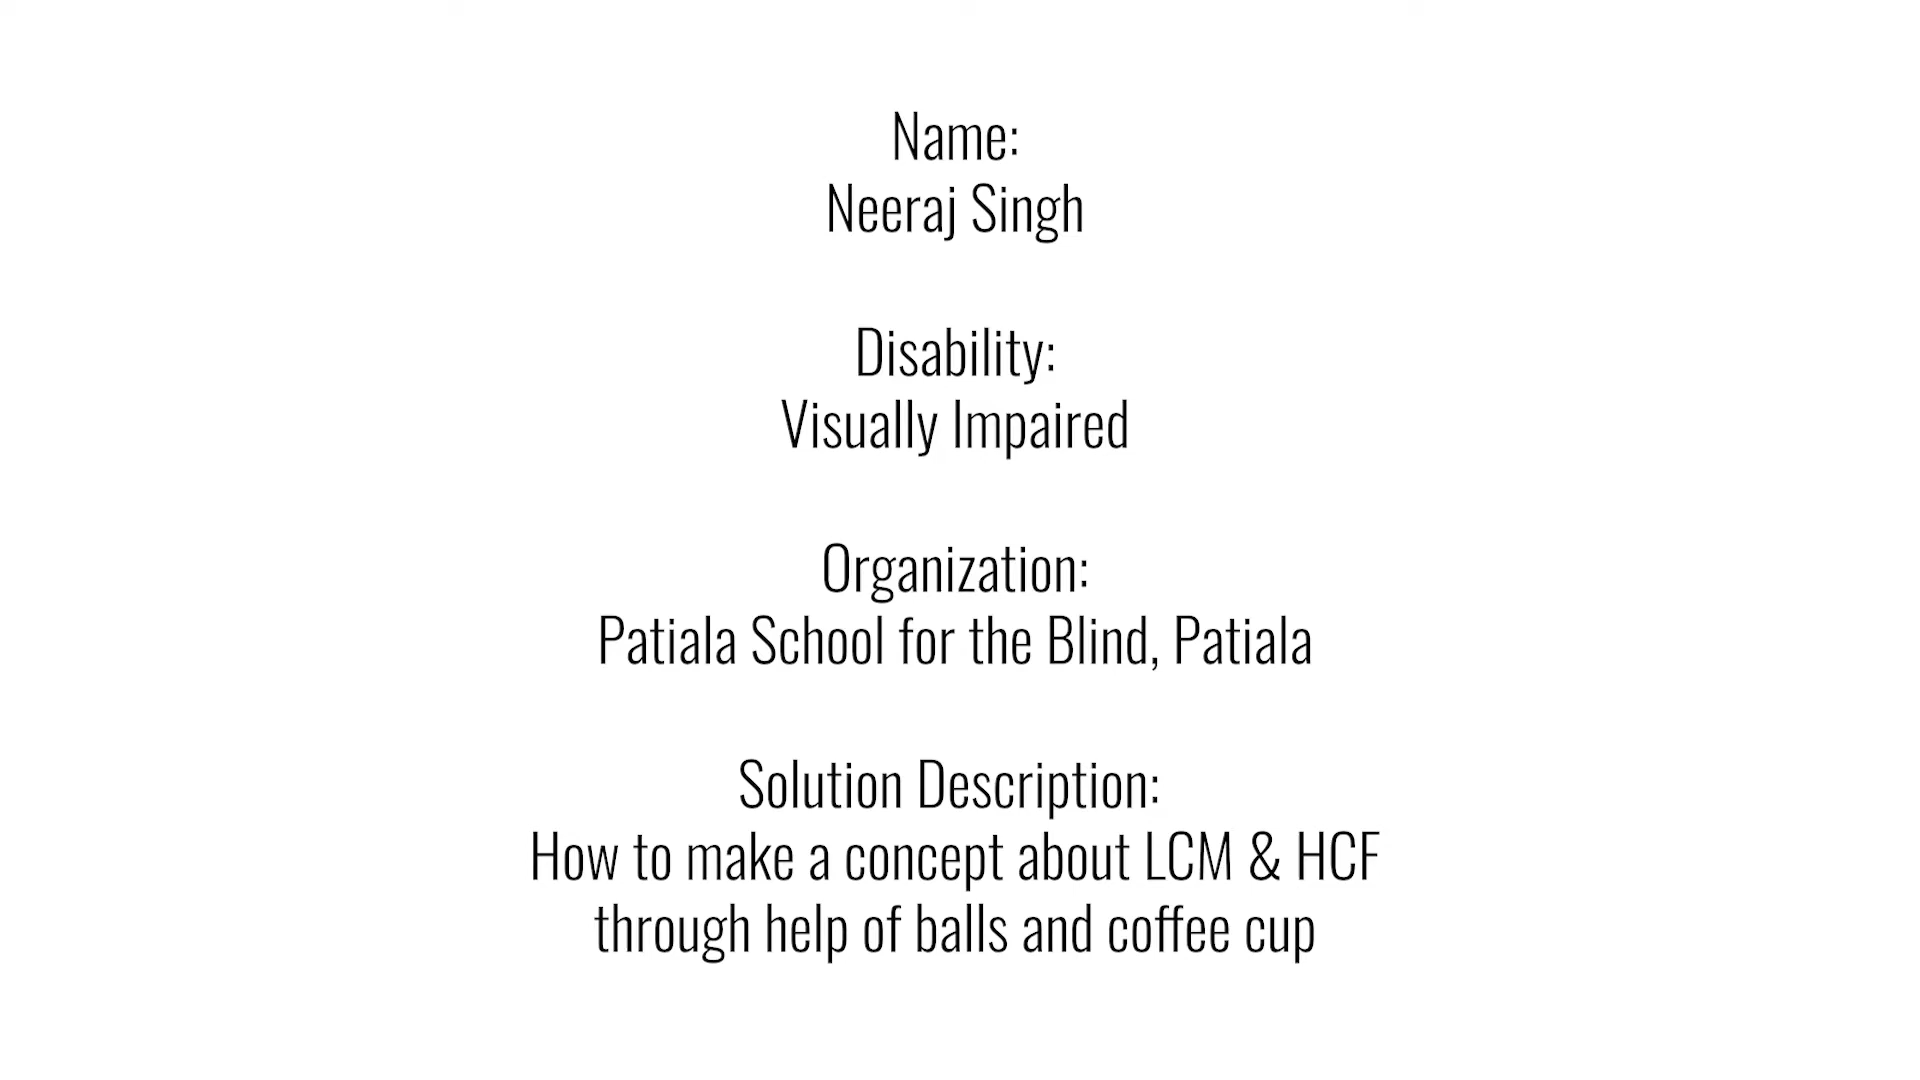 Name:
Neeraj Singh
Disability:
Visually Impaired
Organization:
Patiala School for the Blind, Patiala
Solution Description:
How to make a concept about LCM & HCF
through help of balls and coffee cup